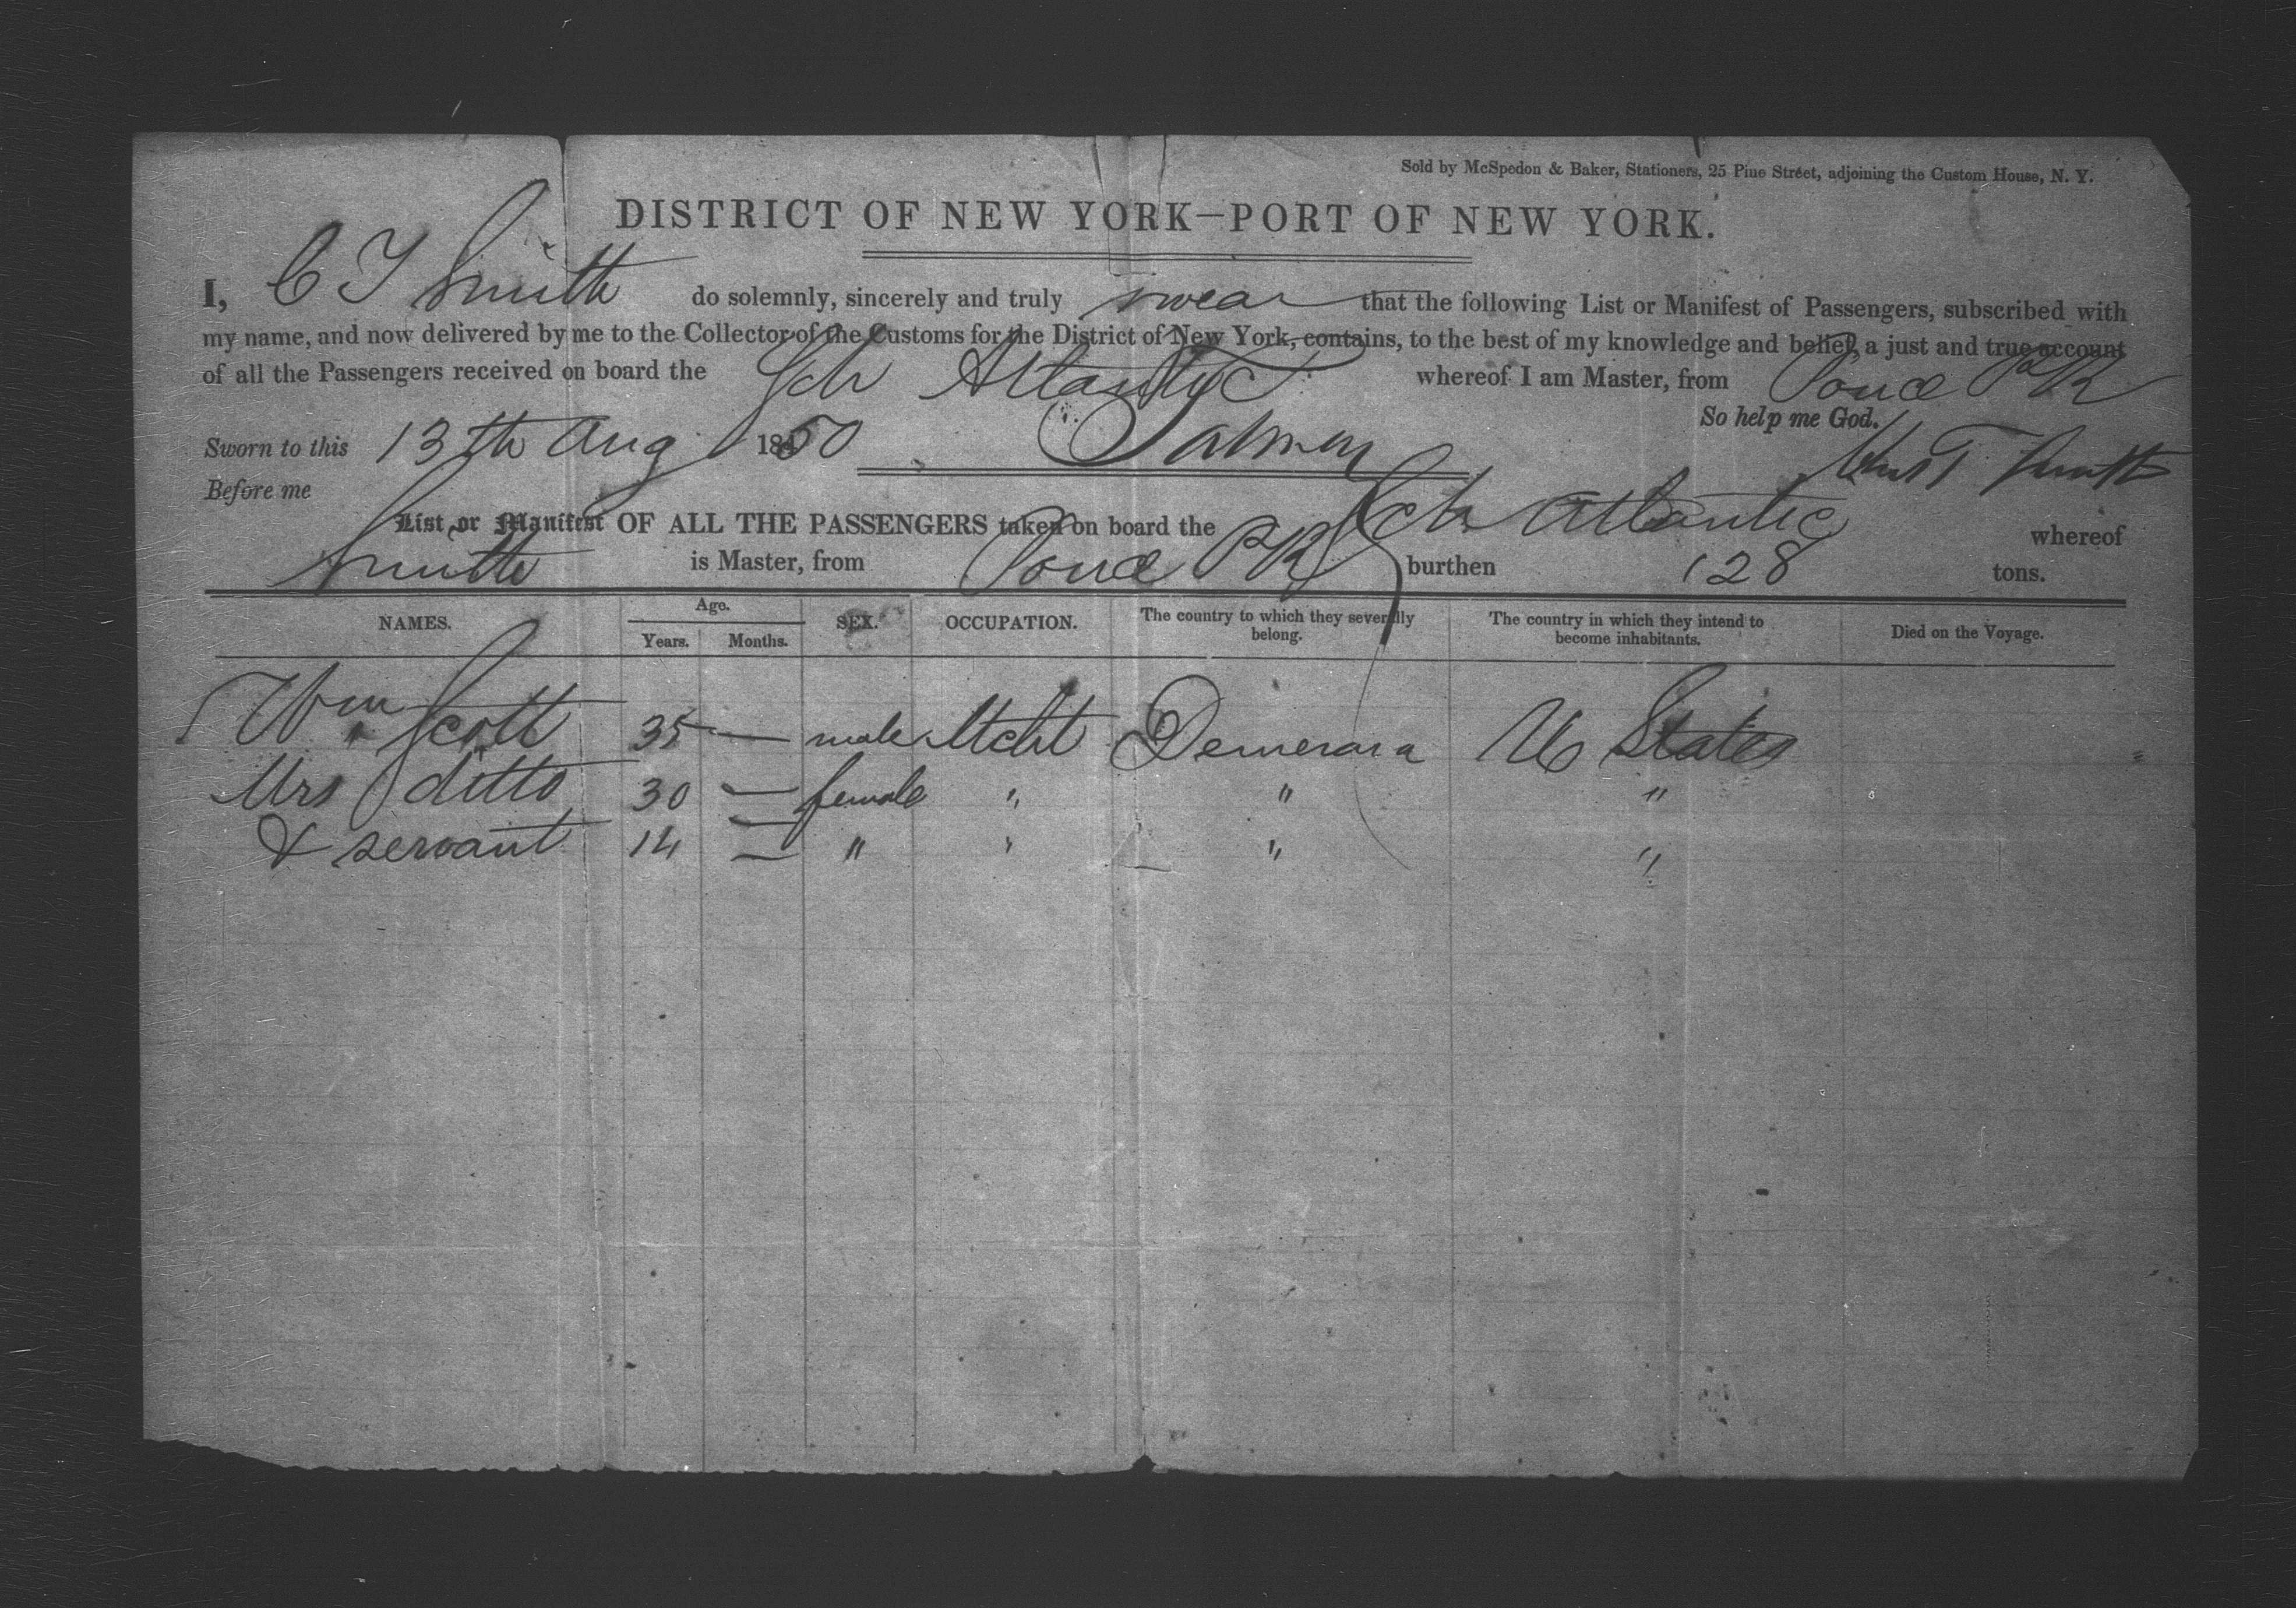 Sold by McSpedon & Baker, Stationers, 25 Pine Street, adjoining the Custom House, N. Y.
DISTRICT OF NEW YORK—PORT OF NEW YORK.
I, C T Smith do solemnly, sincerely and truly swear that the following List or Manifest of Passengers, subscribed with
my name, and now delivered by me to the Collector of the Customs for the District of New York, contains, to the best of my knowledge and belief, a just and true account
of all the Passengers received on board the Sch Atlantic whereof I am Master, from Ponce PR
So help me God.
Sworn to this 13th Aug 1850
Before me Smith
List or Manifest OF ALL THE PASSENGERS taken on board the Sch Atlantic whereof
Smith is Master, from Ponce PR burthen 128 tons.
NAMES. Age. Years. Months. SEX. OCCUPATION. The country to which they severally belong. The country in which they intend to become inhabitants. Died on the Voyage.
Wm Scott 35 — male Mcht Demerara U States
Mrs ditto 30 — female " " "
& servant 14 — " " " "